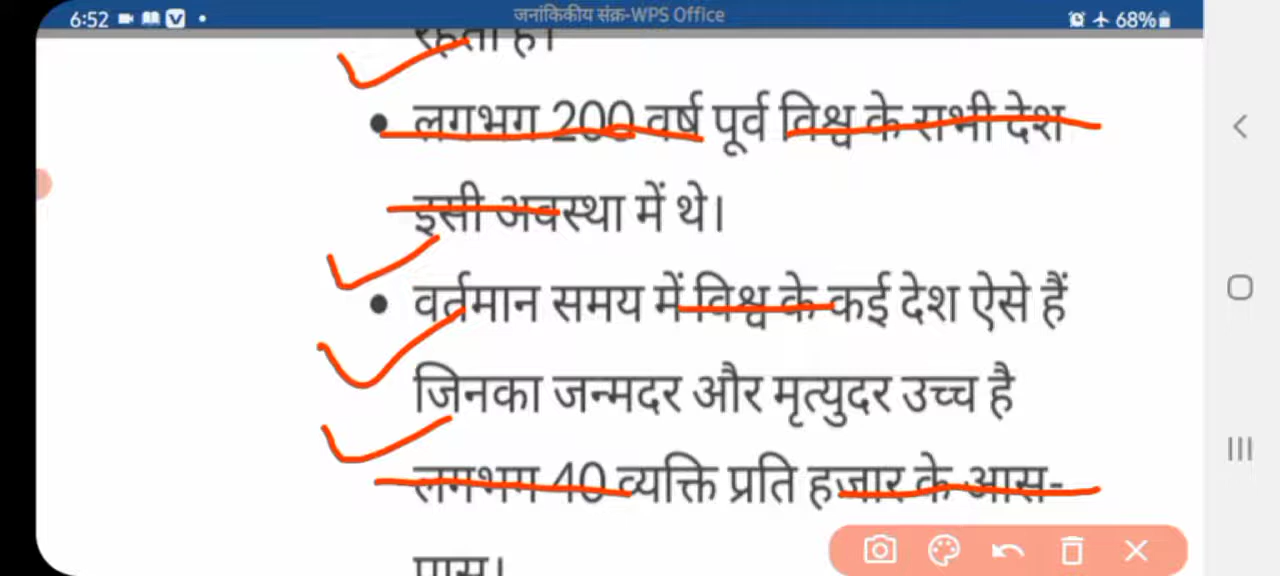 6:52
जनांकिकीय संक्र-WPS Office
68%
रहता है।
• लगभग 200 वर्ष पूर्व विश्व के सभी देश
इसी अवस्था में थे।
• वर्तमान समय में विश्व के कई देश ऐसे हैं
जिनका जन्मदर और मृत्युदर उच्च है
लगभग 40 व्यक्ति प्रति हजार के आस-
पास।